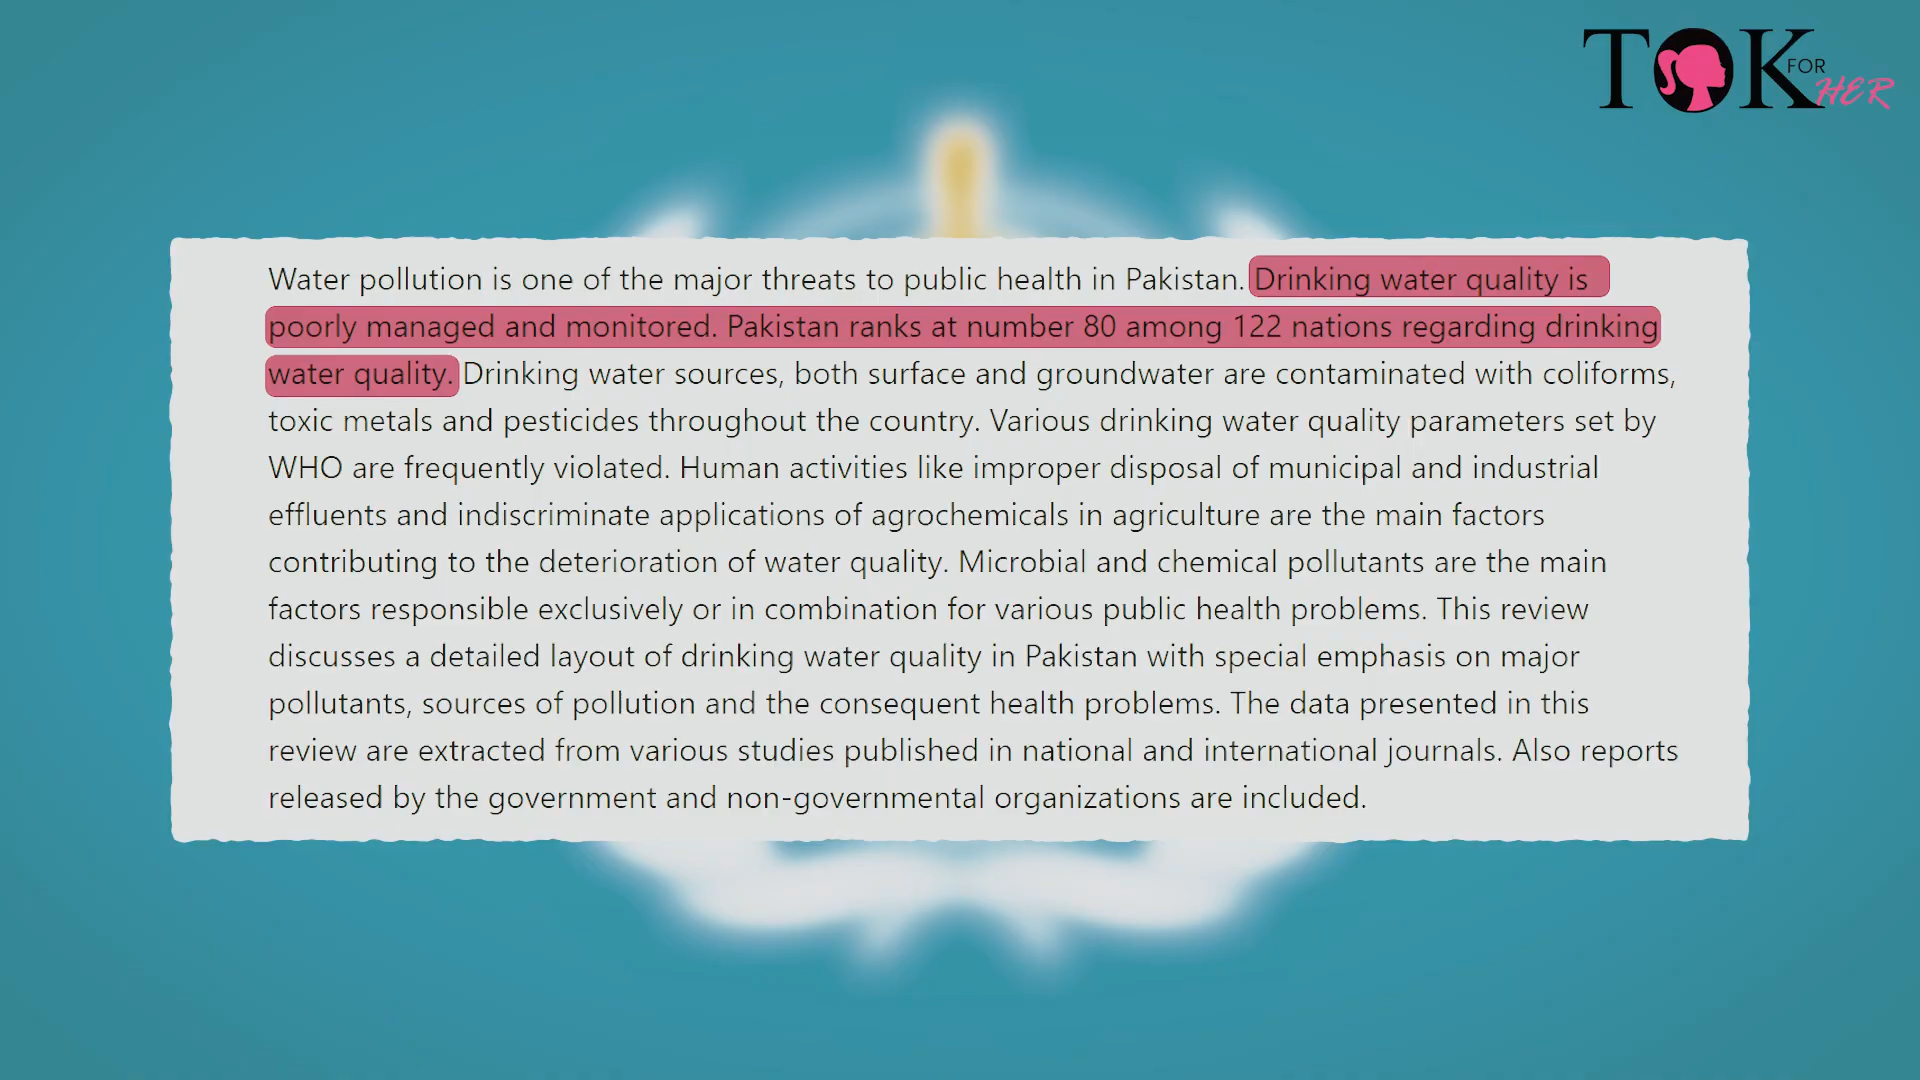 TOK FOR HER
Water pollution is one of the major threats to public health in Pakistan. Drinking water quality is
poorly managed and monitored. Pakistan ranks at number 80 among 122 nations regarding drinking
water quality. Drinking water sources, both surface and groundwater are contaminated with coliforms,
toxic metals and pesticides throughout the country. Various drinking water quality parameters set by
WHO are frequently violated. Human activities like improper disposal of municipal and industrial
effluents and indiscriminate applications of agrochemicals in agriculture are the main factors
contributing to the deterioration of water quality. Microbial and chemical pollutants are the main
factors responsible exclusively or in combination for various public health problems. This review
discusses a detailed layout of drinking water quality in Pakistan with special emphasis on major
pollutants, sources of pollution and the consequent health problems. The data presented in this
review are extracted from various studies published in national and international journals. Also reports
released by the government and non-governmental organizations are included.